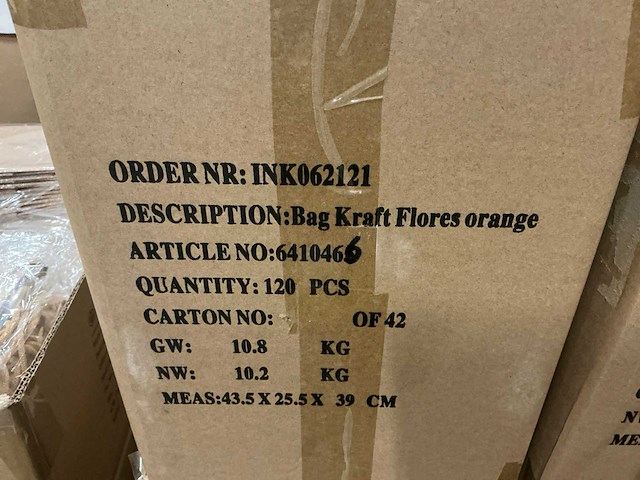 ORDER NR: INK062121
DESCRIPTION:Bag Kraft Flores orange
ARTICLE NO:6410466
QUANTITY: 120 PCS
CARTON NO: OF 42
GW: 10.8 KG
NW: 10.2 KG
MEAS:43.5 X 25.5 X 39 CM